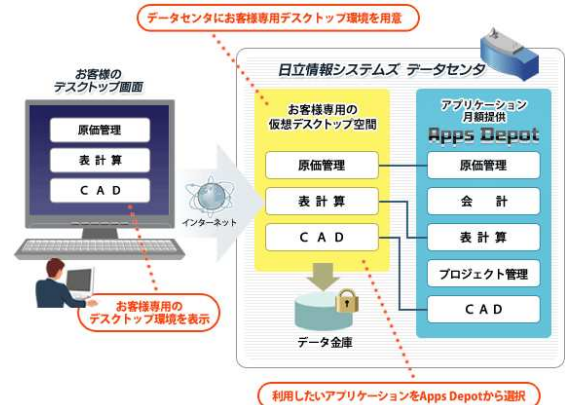 データセンタにお客様専用デスクトップ環境を用意
お客様の
デスクトップ画面
原価管理
表計算
CAD
インターネット
お客様専用の
デスクトップ環境を表示
日立情報システムズ データセンタ
お客様専用の
仮想デスクトップ空間
原価管理
表計算
CAD
データ金庫
アプリケーション
月額提供
Apps Depot
原価管理
会計
表計算
プロジェクト管理
CAD
利用したいアプリケーションをApps Depotから選択